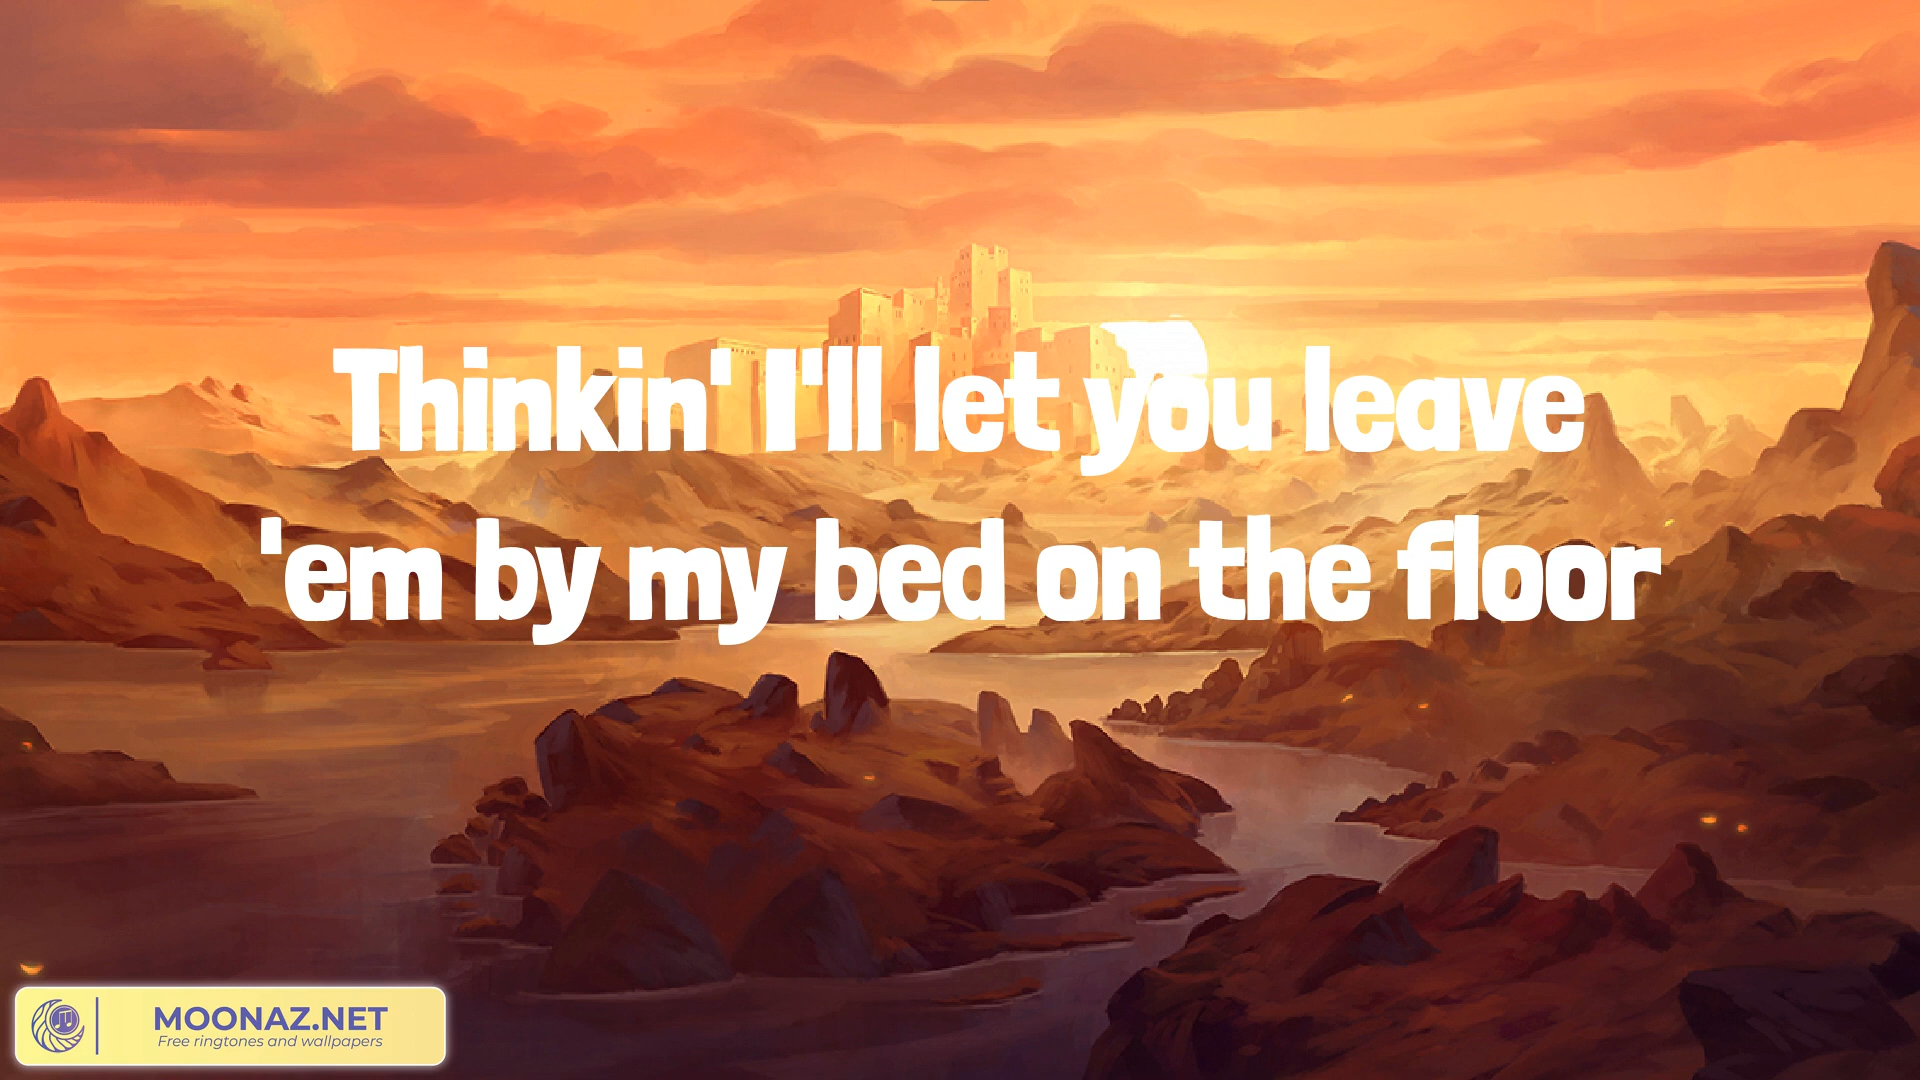 Thinkin' I'll let you leave
'em by my bed on the floor
MOONAZ.NET
Free ringtones and wallpapers